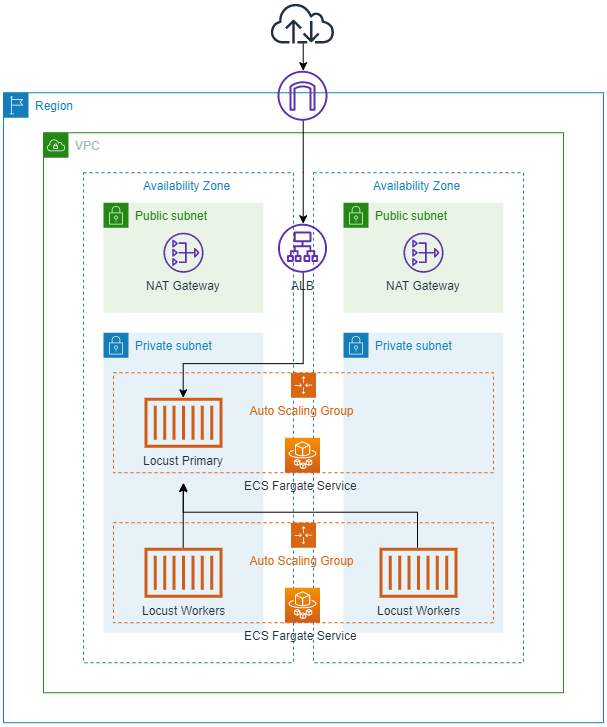 Region
VPC
Availability Zone
Availability Zone
Public subnet
Public subnet
NAT Gateway
ALB
NAT Gateway
Private subnet
Private subnet
Auto Scaling Group
Locust Primary
ECS Fargate Service
Auto Scaling Group
Locust Workers
Locust Workers
ECS Fargate Service